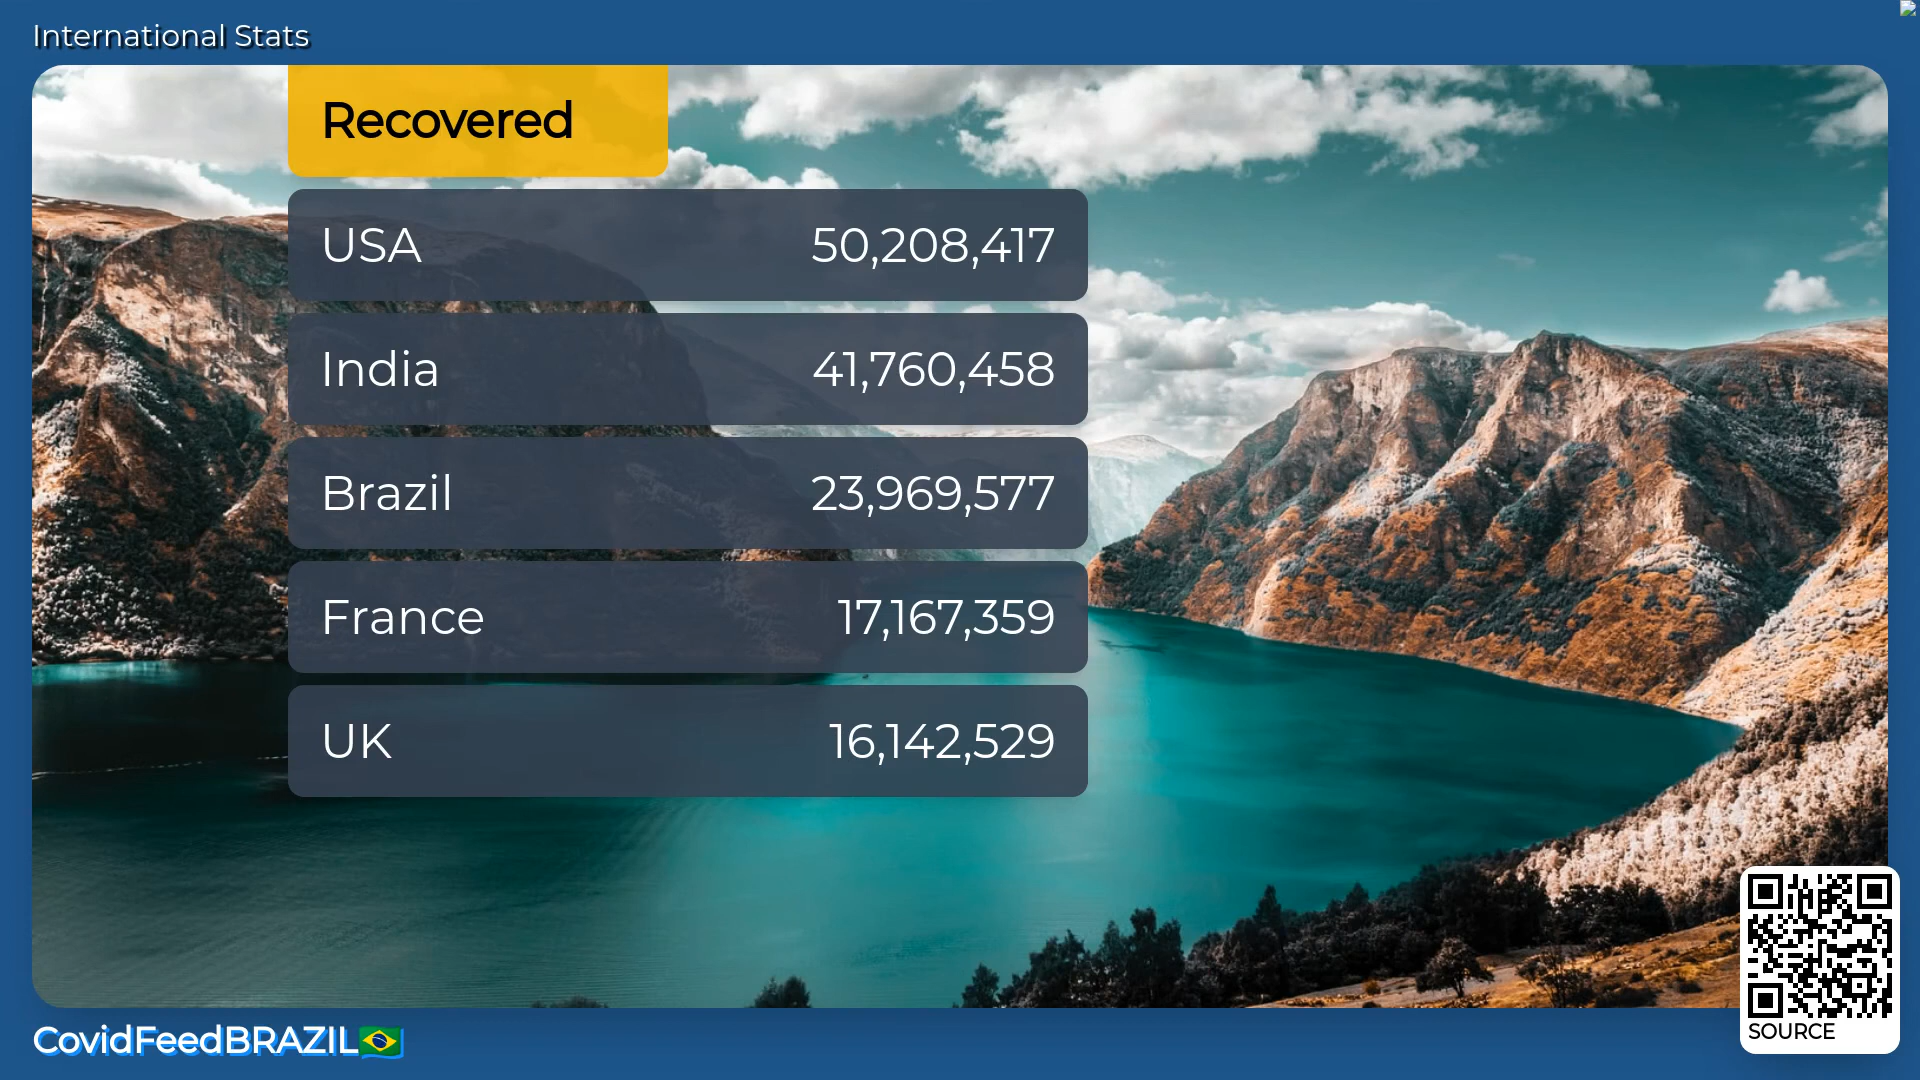 International Stats
Recovered
USA 50,208,417
India 41,760,458
Brazil 23,969,577
France 17,167,359
UK 16,142,529
CovidFeedBRAZIL🇧🇷
SOURCE